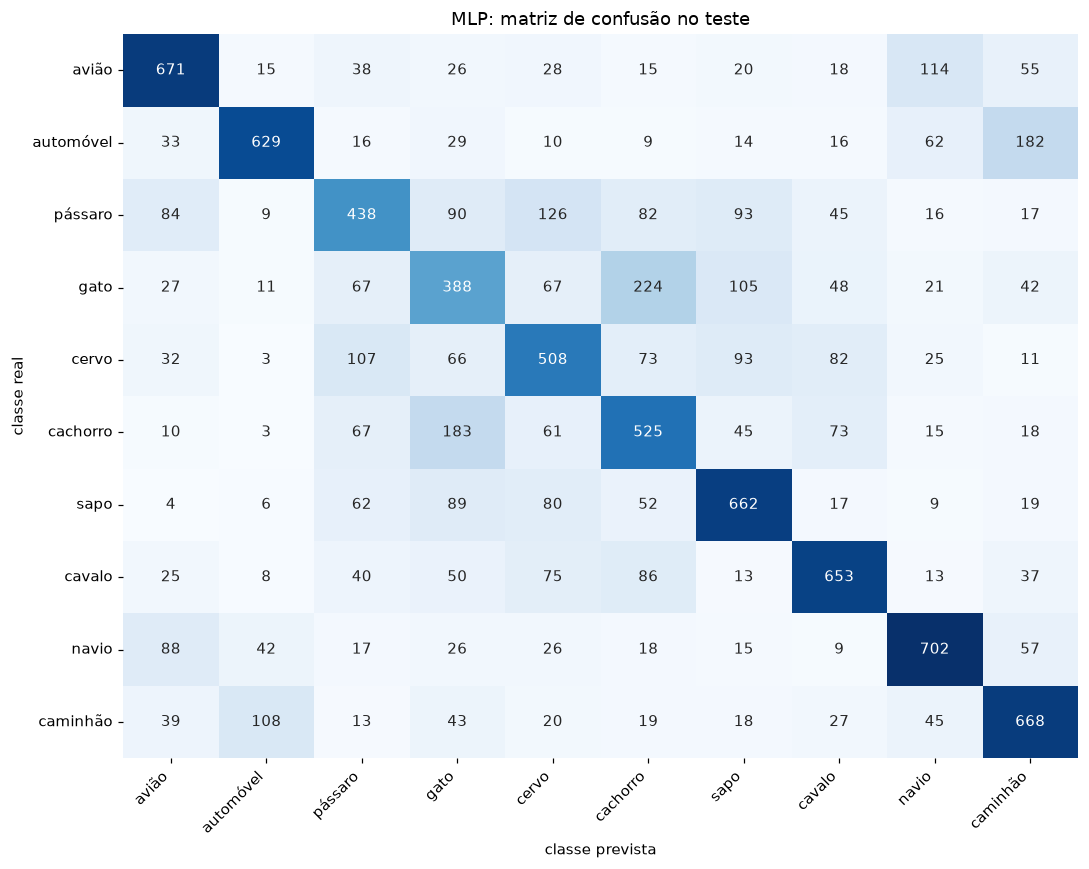 MLP: matriz de confusão no teste
avião 671 15 38 26 28 15 20 18 114 55
automóvel 33 629 16 29 10 9 14 16 62 182
pássaro 84 9 438 90 126 82 93 45 16 17
gato 27 11 67 388 67 224 105 48 21 42
cervo 32 3 107 66 508 73 93 82 25 11
cachorro 10 3 67 183 61 525 45 73 15 18
sapo 4 6 62 89 80 52 662 17 9 19
cavalo 25 8 40 50 75 86 13 653 13 37
navio 88 42 17 26 26 18 15 9 702 57
caminhão 39 108 13 43 20 19 18 27 45 668
classe real
avião automóvel pássaro gato cervo cachorro sapo cavalo navio caminhão
classe prevista